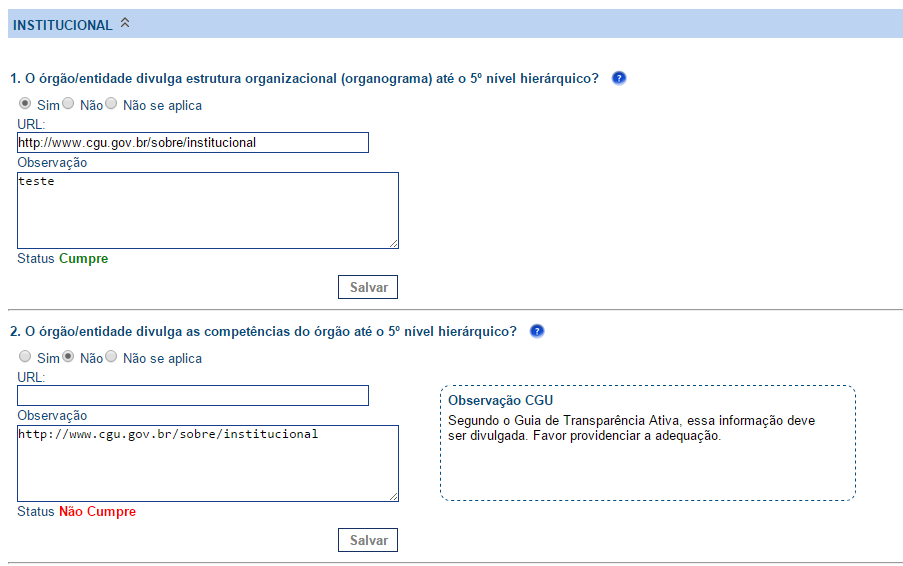 INSTITUCIONAL
1. O órgão/entidade divulga estrutura organizacional (organograma) até o 5º nível hierárquico? ?
Sim Não Não se aplica
URL:
http://www.cgu.gov.br/sobre/institucional
Observação
teste
Status Cumpre
Salvar
2. O órgão/entidade divulga as competências do órgão até o 5º nível hierárquico? ?
Sim Não Não se aplica
URL:
Observação
http://www.cgu.gov.br/sobre/institucional
Status Não Cumpre
Salvar
Observação CGU
Segundo o Guia de Transparência Ativa, essa informação deve
ser divulgada. Favor providenciar a adequação.